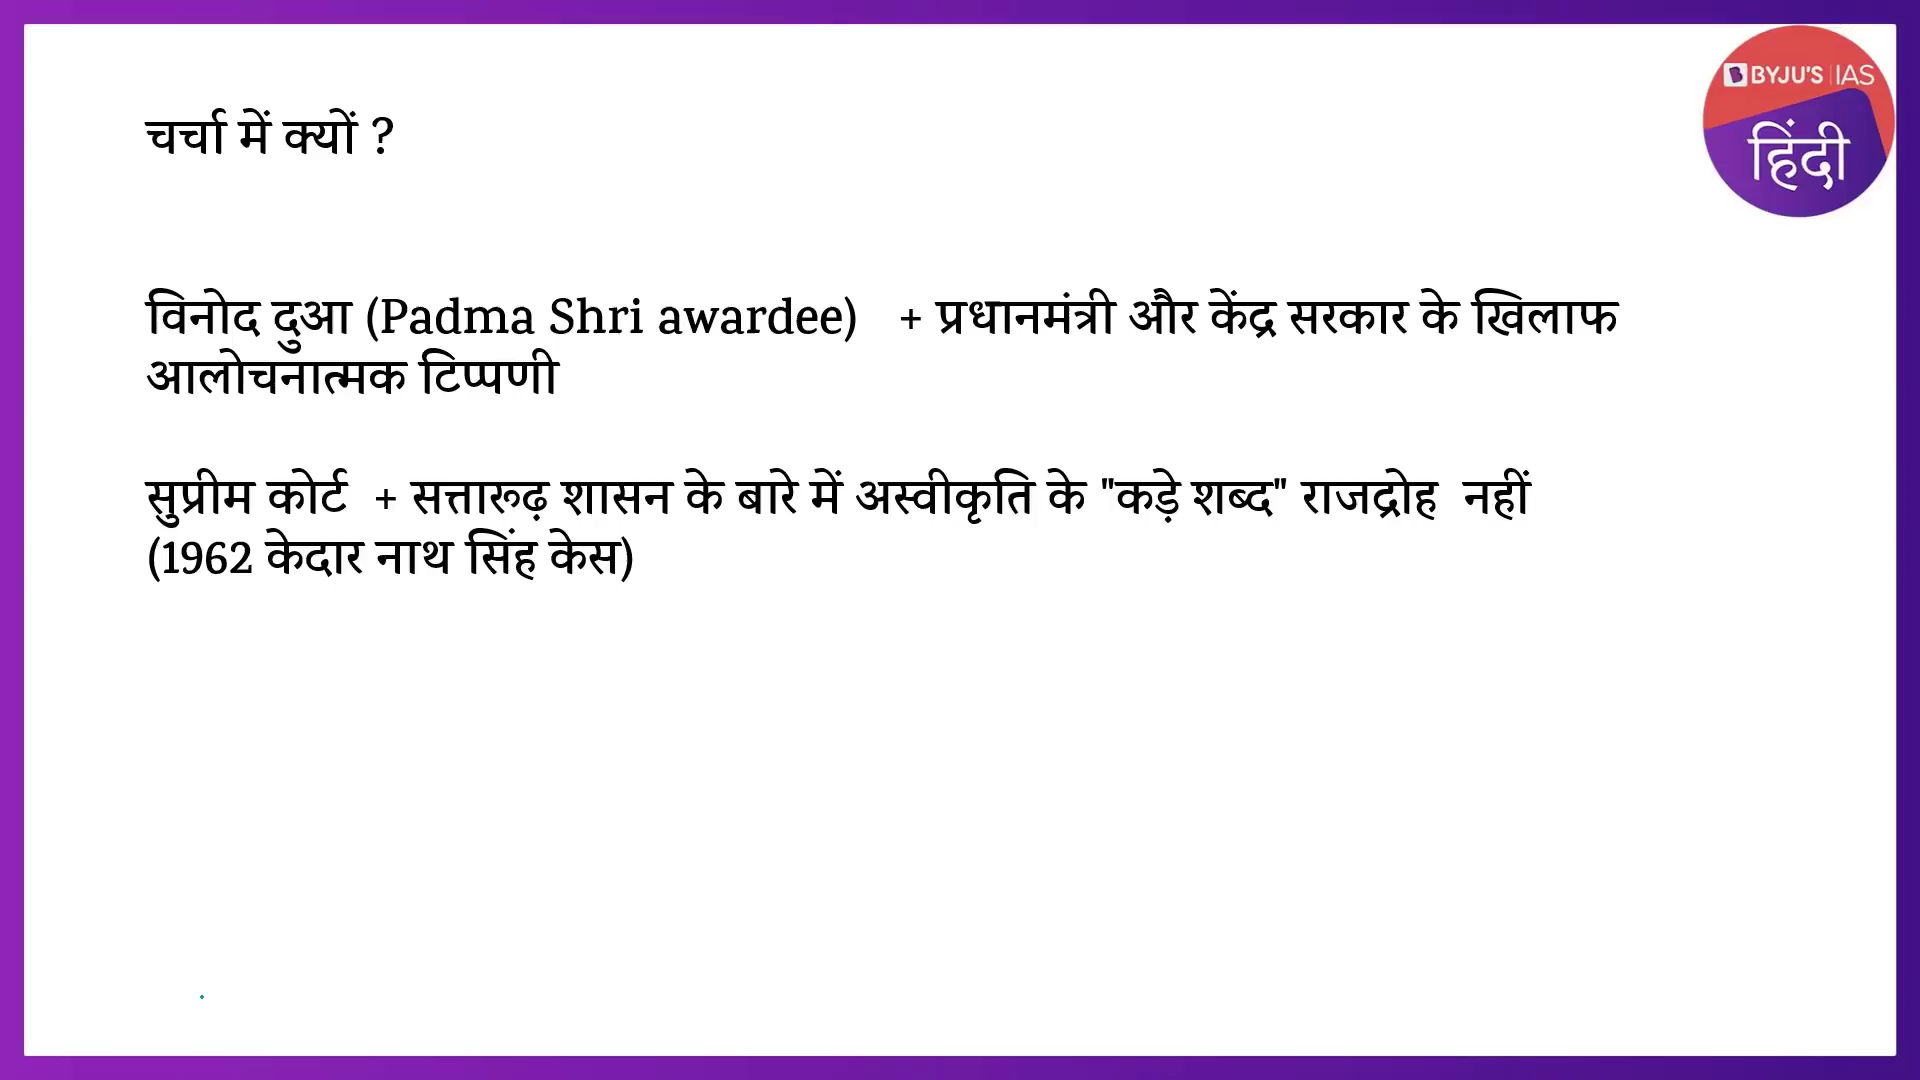 BYJU'S IAS
हिंदी
चर्चा में क्यों ?
विनोद दुआ (Padma Shri awardee) + प्रधानमंत्री और केंद्र सरकार के खिलाफ
आलोचनात्मक टिप्पणी
सुप्रीम कोर्ट + सत्तारूढ़ शासन के बारे में अस्वीकृति के "कड़े शब्द" राजद्रोह नहीं
(1962 केदार नाथ सिंह केस)